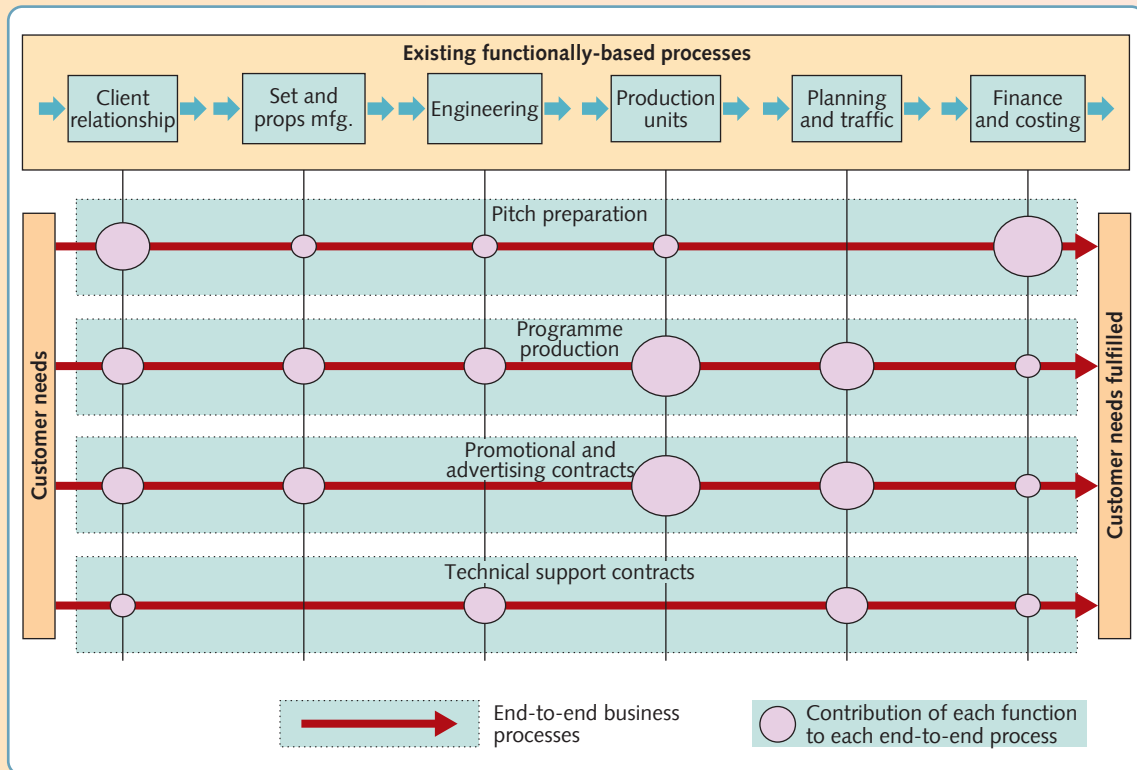 Existing functionally-based processes
Client
relationship
Set and
props mfg.
Engineering
Production
units
Planning
and traffic
Finance
and costing
Customer needs
Pitch preparation
Programme
production
Promotional and
advertising contracts
Technical support contracts
Customer needs fulfilled
End-to-end business
processes
Contribution of each function
to each end-to-end process